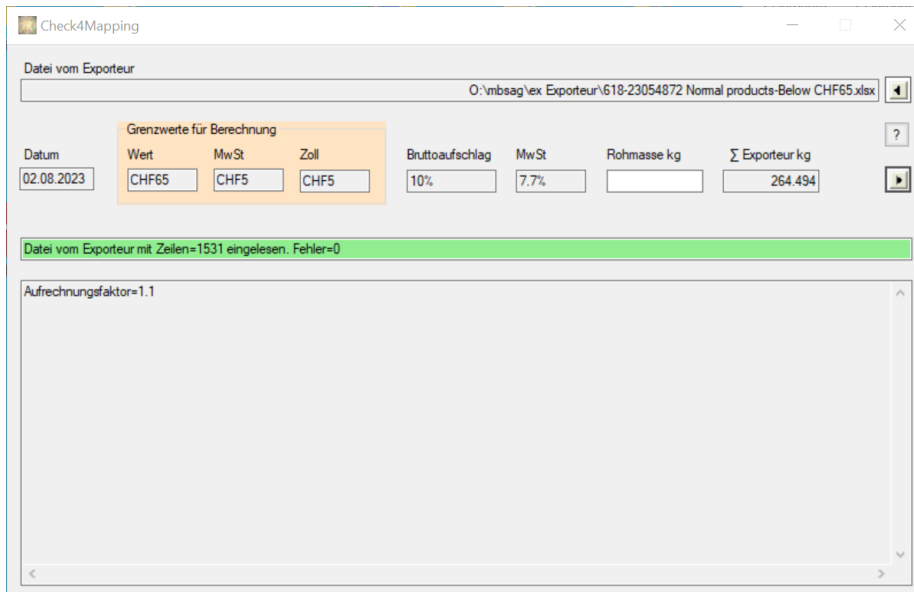 Check4Mapping
Datei vom Exporteur
O:\mbsag\ex Exporteur\618-23054872 Normal products-Below CHF65.xlsx
Grenzwerte für Berechnung
?
Datum Wert MwSt Zoll Bruttoaufschlag MwSt Rohmasse kg ∑ Exporteur kg
02.08.2023 CHF65 CHF5 CHF5 10% 7.7% 264.494
Datei vom Exporteur mit Zeilen=1531 eingelesen. Fehler=0
Aufrechnungsfaktor=1.1